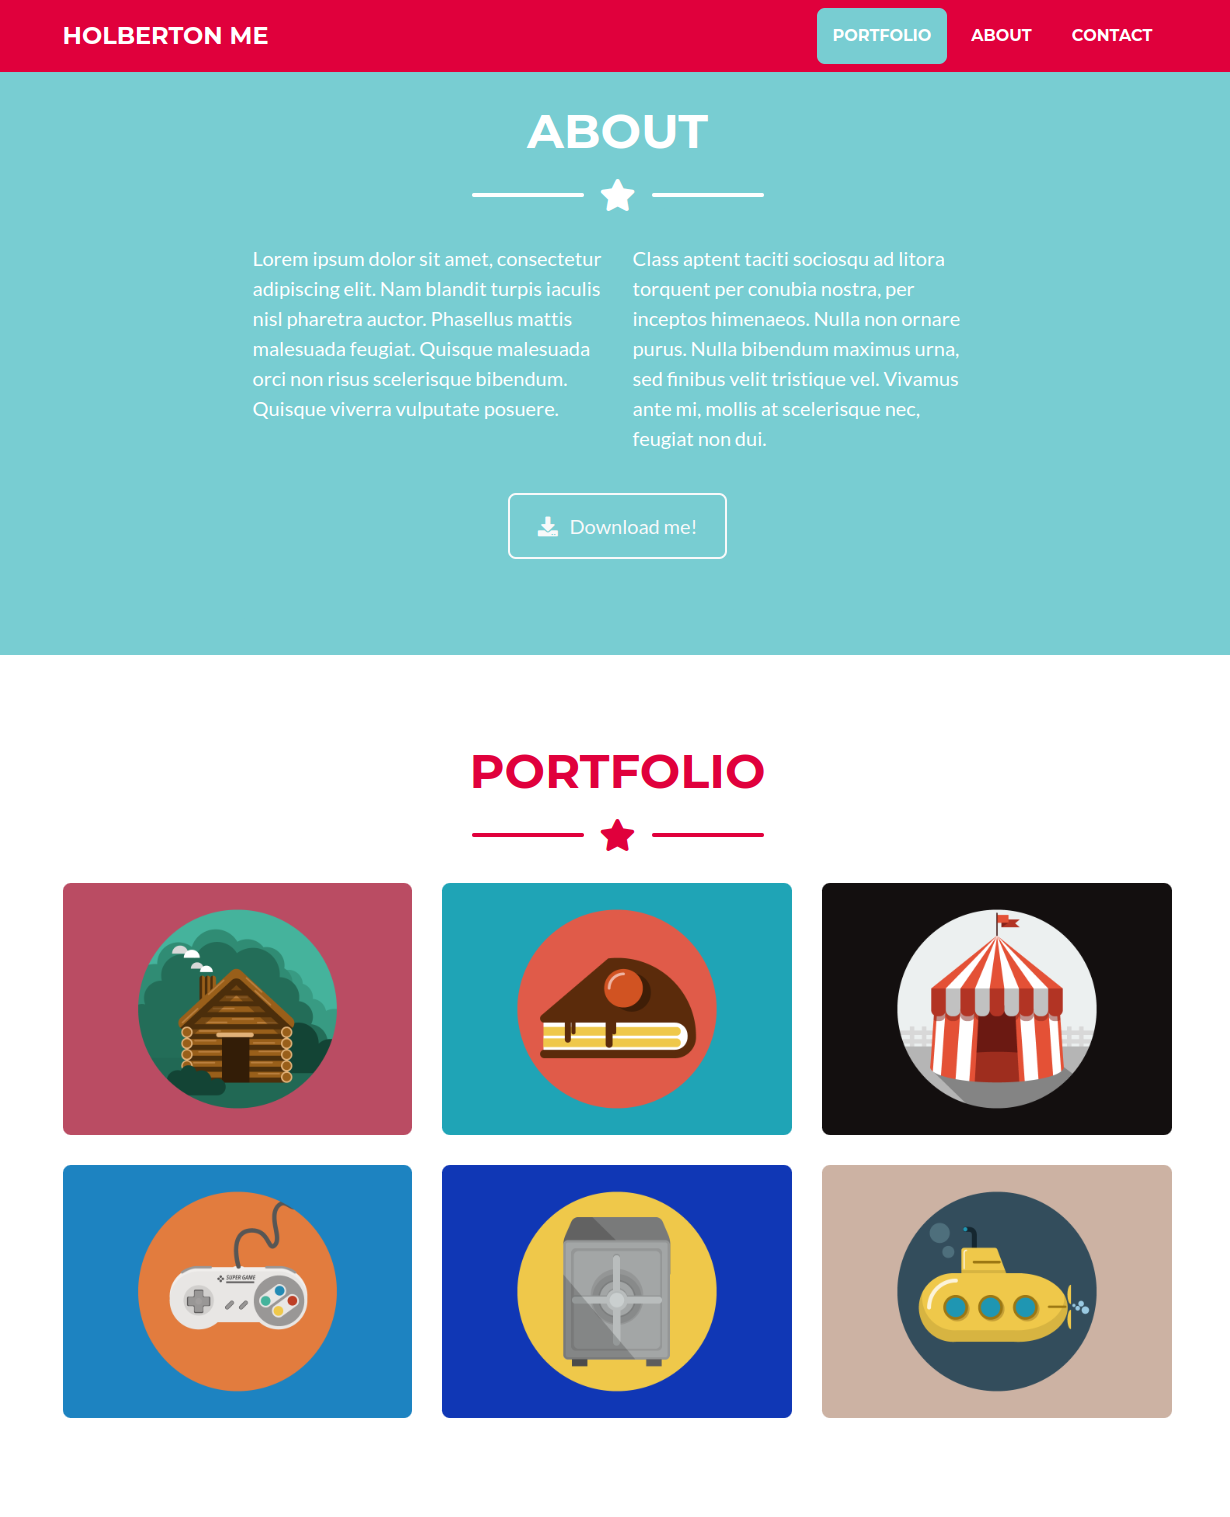 HOLBERTON ME
PORTFOLIO
ABOUT
CONTACT
ABOUT
Lorem ipsum dolor sit amet, consectetur
adipiscing elit. Nam blandit turpis iaculis
nisl pharetra auctor. Phasellus mattis
malesuada feugiat. Quisque malesuada
orci non risus scelerisque bibendum.
Quisque viverra vulputate posuere.
Class aptent taciti sociosqu ad litora
torquent per conubia nostra, per
inceptos himenaeos. Nulla non ornare
purus. Nulla bibendum maximus urna,
sed finibus velit tristique vel. Vivamus
ante mi, mollis at scelerisque nec,
feugiat non dui.
Download me!
PORTFOLIO
SUPER GAME